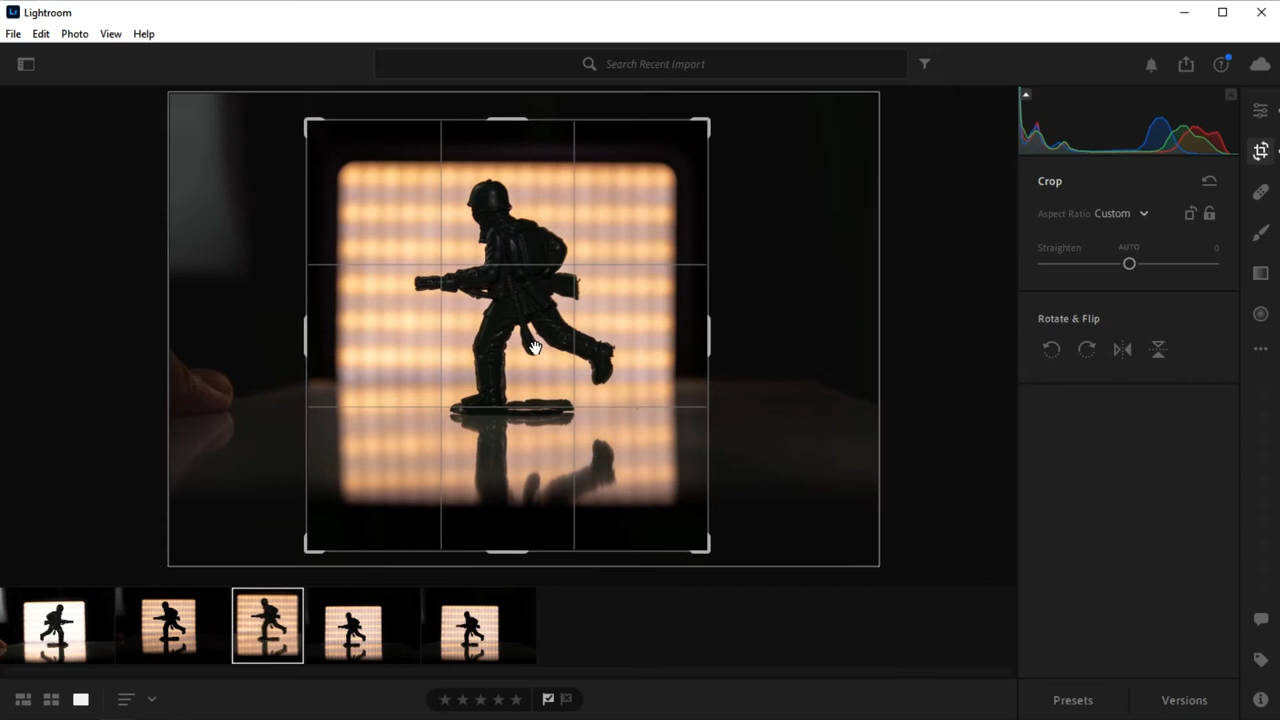 Lr Lightroom
File Edit Photo View Help
Search Recent Import
Crop
Aspect Ratio Custom
Straighten AUTO 0
Rotate & Flip
Presets Versions